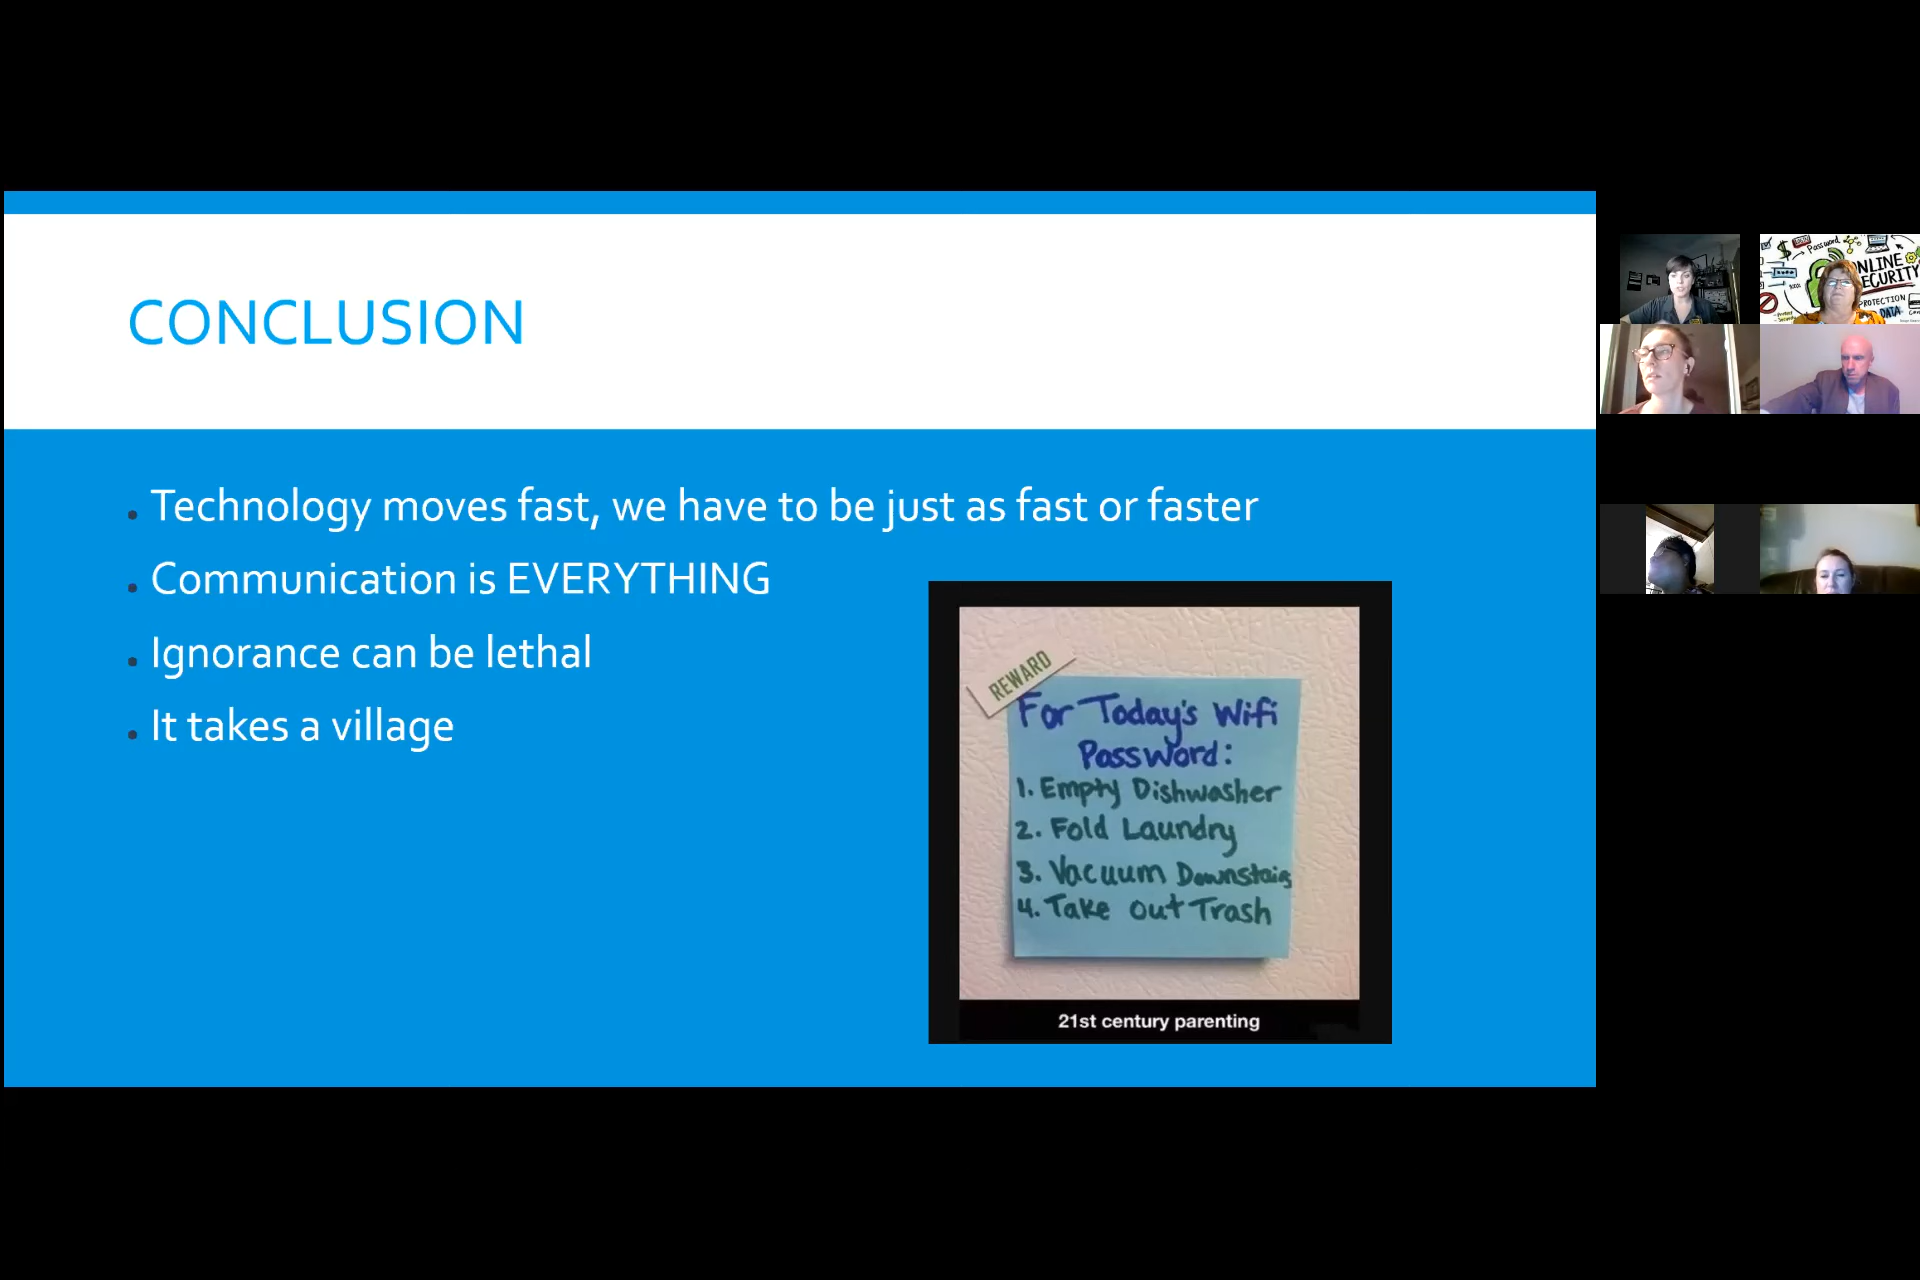 CONCLUSION
Technology moves fast, we have to be just as fast or faster
Communication is EVERYTHING
Ignorance can be lethal
It takes a village
REWARD
For Today's Wifi
Password:
1. Empty Dishwasher
2. Fold Laundry
3. Vacuum Downstairs
4. Take Out Trash
21st century parenting
Password
ONLINE
SECURITY
PROTECTION
DATA